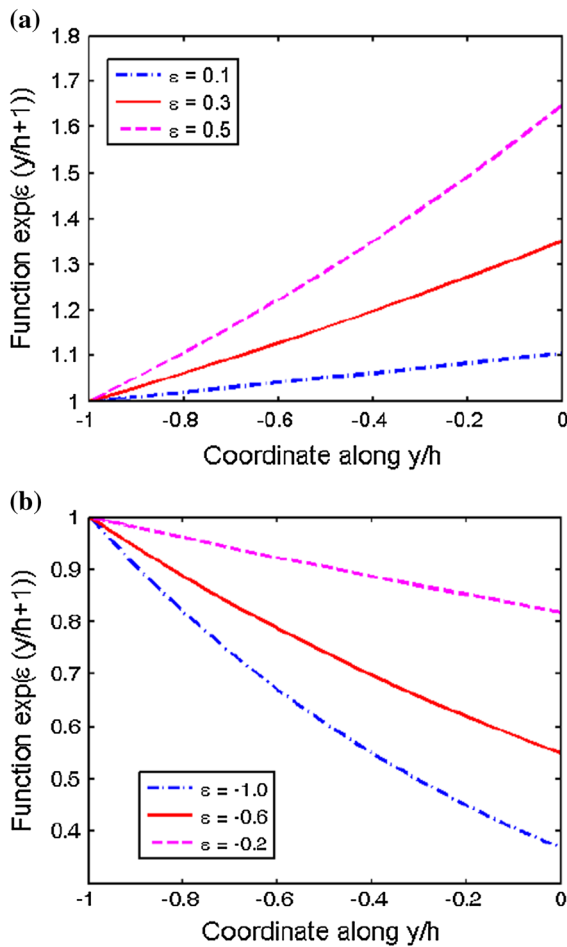 (a)
1.8
1.7
1.6
1.5
1.4
1.3
1.2
1.1
1
Function exp(ε (y/h+1))
ε = 0.1
ε = 0.3
ε = 0.5
-1
-0.8
-0.6
-0.4
-0.2
0
Coordinate along y/h
(b)
1
0.9
0.8
0.7
0.6
0.5
0.4
Function exp(ε (y/h+1))
ε = -1.0
ε = -0.6
ε = -0.2
-1
-0.8
-0.6
-0.4
-0.2
0
Coordinate along y/h